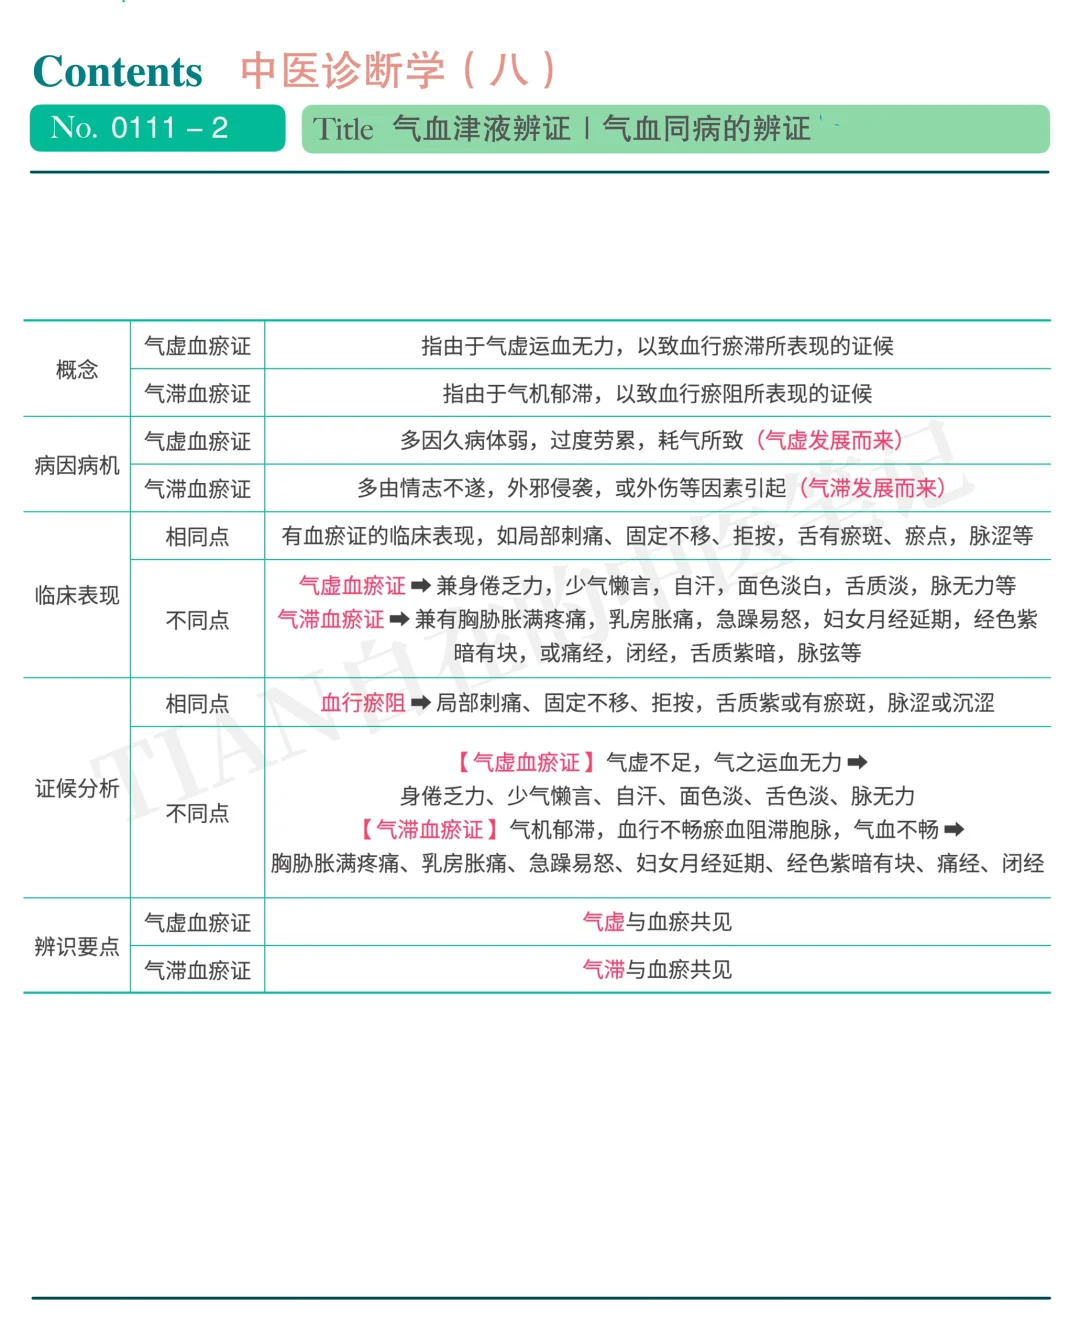 Contents 中医诊断学（八）
No. 0111 – 2
Title 气血津液辨证 | 气血同病的辨证
概念
气虚血瘀证
指由于气虚运血无力，以致血行瘀滞所表现的证候
气滞血瘀证
指由于气机郁滞，以致血行瘀阻所表现的证候
病因病机
气虚血瘀证
多因久病体弱，过度劳累，耗气所致（气虚发展而来）
气滞血瘀证
多由情志不遂，外邪侵袭，或外伤等因素引起（气滞发展而来）
临床表现
相同点
有血瘀证的临床表现，如局部刺痛、固定不移、拒按，舌有瘀斑、瘀点，脉涩等
不同点
气虚血瘀证➡兼身倦乏力，少气懒言，自汗，面色淡白，舌质淡，脉无力等
气滞血瘀证➡兼有胸胁胀满疼痛，乳房胀痛，急躁易怒，妇女月经延期，经色紫
暗有块，或痛经，闭经，舌质紫暗，脉弦等
证候分析
相同点
血行瘀阻➡局部刺痛、固定不移、拒按，舌质紫或有瘀斑，脉涩或沉涩
不同点
【气虚血瘀证】气虚不足，气之运血无力➡
身倦乏力、少气懒言、自汗、面色淡、舌色淡、脉无力
【气滞血瘀证】气机郁滞，血行不畅瘀血阻滞胞脉，气血不畅➡
胸胁胀满疼痛、乳房胀痛、急躁易怒、妇女月经延期、经色紫暗有块、痛经、闭经
辨识要点
气虚血瘀证
气虚与血瘀共见
气滞血瘀证
气滞与血瘀共见
TIAN自在的中医笔记